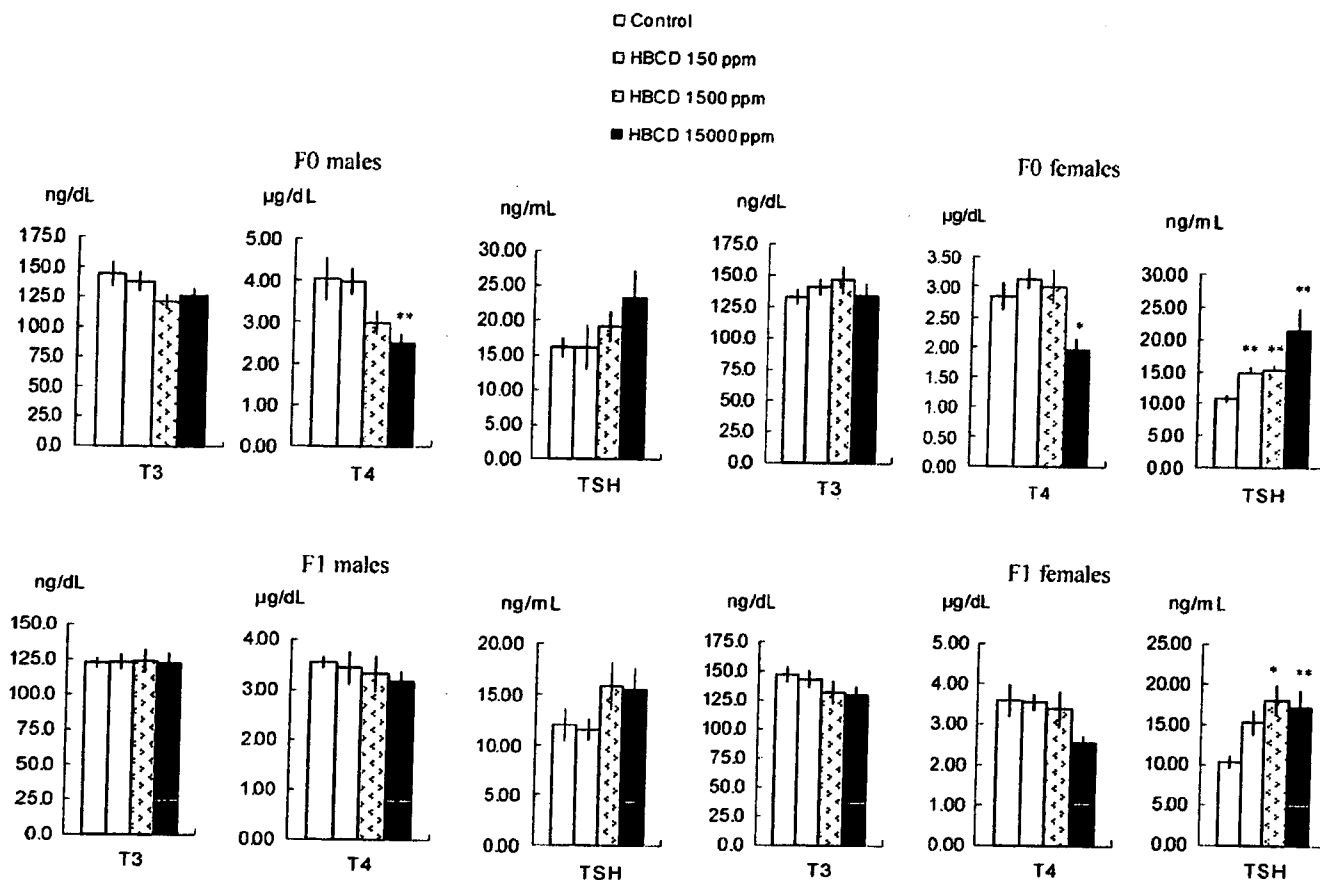 Control
HBCD 150 ppm
HBCD 1500 ppm
HBCD 15000 ppm
F0 males
ng/dL
175.0
150.0
125.0
100.0
75.0
50.0
25.0
0.0
T3
µg/dL
5.00
4.00
3.00
2.00
1.00
0.00
**
T4
ng/mL
30.00
25.00
20.00
15.00
10.00
5.00
0.00
TSH
F0 females
ng/dL
175.0
150.0
125.0
100.0
75.0
50.0
25.0
0.0
T3
µg/dL
3.50
3.00
2.50
2.00
1.50
1.00
0.50
0.00
*
T4
ng/mL
30.00
25.00
20.00
15.00
10.00
5.00
0.00
** ** **
TSH
F1 males
ng/dL
150.0
125.0
100.0
75.0
50.0
25.0
0.0
T3
µg/dL
4.00
3.00
2.00
1.00
0.00
T4
ng/mL
20.00
15.00
10.00
5.00
0.00
TSH
F1 females
ng/dL
175.0
150.0
125.0
100.0
75.0
50.0
25.0
0.0
T3
µg/dL
5.00
4.00
3.00
2.00
1.00
0.00
T4
ng/mL
25.00
20.00
15.00
10.00
5.00
0.00
* **
TSH